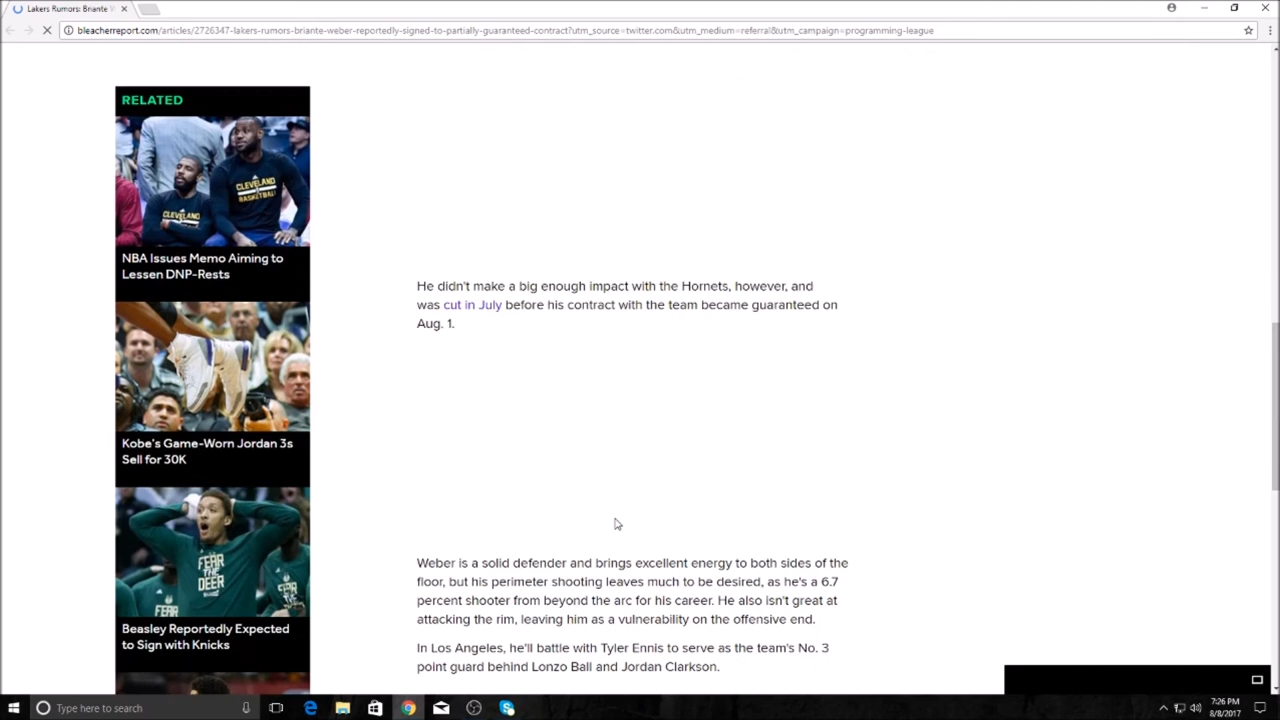 Lakers Rumors: Briante W
bleacherreport.com/articles/2726347-lakers-rumors-briante-weber-reportedly-signed-to-partially-guaranteed-contract?utm_source=twitter.com&utm_medium=referral&utm_campaign=programming-league
RELATED
CLEVELAND
BASKETBALL
CLEVELAND
NBA Issues Memo Aiming to
Lessen DNP-Rests
Kobe's Game-Worn Jordan 3s
Sell for 30K
FEAR
THE
DEER
FEAR
Beasley Reportedly Expected
to Sign with Knicks
He didn't make a big enough impact with the Hornets, however, and
was cut in July before his contract with the team became guaranteed on
Aug. 1.
Weber is a solid defender and brings excellent energy to both sides of the
floor, but his perimeter shooting leaves much to be desired, as he's a 6.7
percent shooter from beyond the arc for his career. He also isn't great at
attacking the rim, leaving him as a vulnerability on the offensive end.
In Los Angeles, he'll battle with Tyler Ennis to serve as the team's No. 3
point guard behind Lonzo Ball and Jordan Clarkson.
Type here to search
7:26 PM
8/8/2017